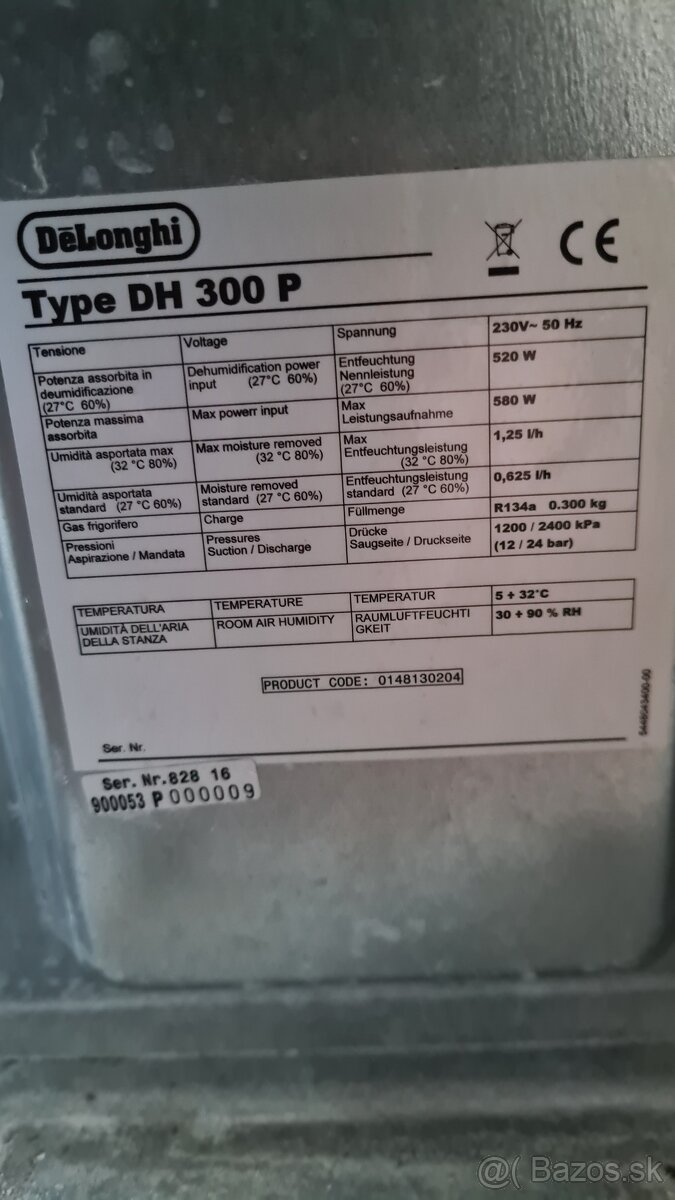 DēLonghi
CE
Type DH 300 P
Tensione Voltage Spannung 230V~ 50 Hz
Potenza assorbita in deumidificazione (27°C 60%) Dehumidification power input (27°C 60%) Entfeuchtung Nennleistung (27°C 60%) 520 W
Potenza massima assorbita Max powerr input Max Leistungsaufnahme 580 W
Umidità asportata max (32 °C 80%) Max moisture removed (32 °C 80%) Max Entfeuchtungsleistung (32 °C 80%) 1,25 l/h
Umidità asportata standard (27 °C 60%) Moisture removed standard (27 °C 60%) Entfeuchtungsleistung standard (27 °C 60%) 0,625 l/h
Gas frigorifero Charge Füllmenge R134a 0.300 kg
Pressioni Aspirazione / Mandata Pressures Suction / Discharge Drücke Saugseite / Druckseite 1200 / 2400 kPa (12 / 24 bar)
TEMPERATURA TEMPERATURE TEMPERATUR 5 + 32°C
UMIDITÀ DELL'ARIA DELLA STANZA ROOM AIR HUMIDITY RAUMLUFTFEUCHTI GKEIT 30 + 90 % RH
PRODUCT CODE: 0148130204
Ser. Nr.
Ser. Nr.828 16
900053 P 000009
@( Bazos.sk